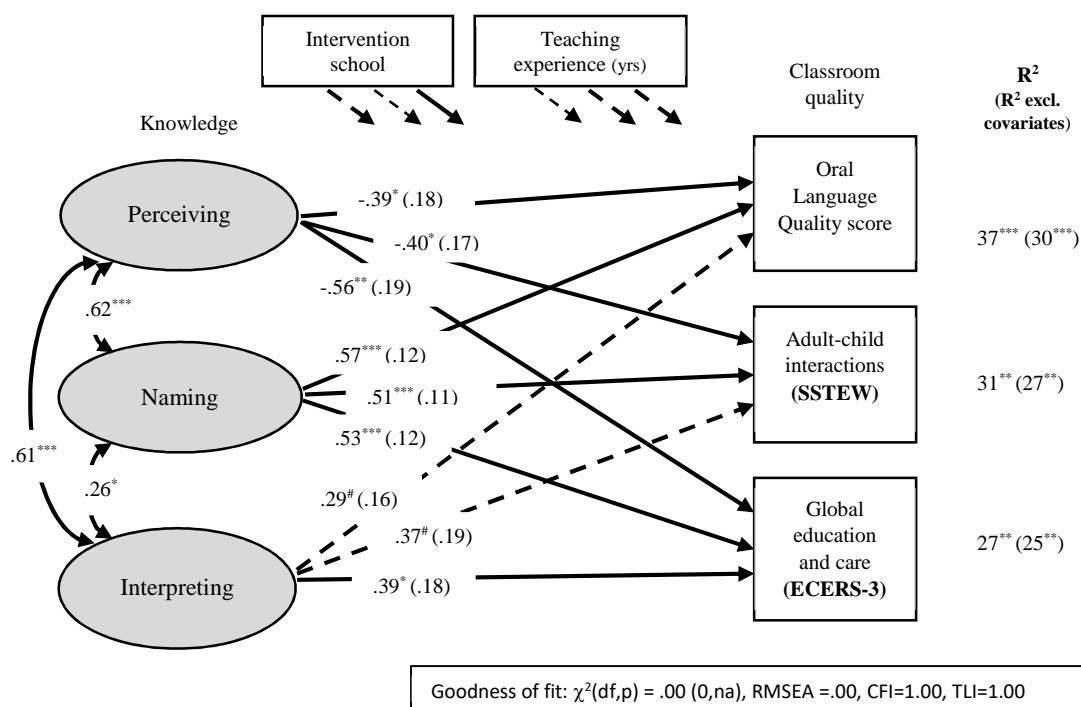 Intervention
school
Teaching
experience (yrs)
Classroom
quality
R²
(R² excl.
covariates)
Knowledge
Perceiving
Naming
Interpreting
-.39* (.18)
-.40* (.17)
-.56** (.19)
.62***
.57*** (.12)
.51*** (.11)
.53*** (.12)
.61***
.26*
.29# (.16)
.37# (.19)
.39* (.18)
Oral
Language
Quality score
37*** (30***)
Adult-child
interactions
(SSTEW)
31** (27**)
Global
education
and care
(ECERS-3)
27** (25**)
Goodness of fit: χ²(df,p) = .00 (0,na), RMSEA =.00, CFI=1.00, TLI=1.00